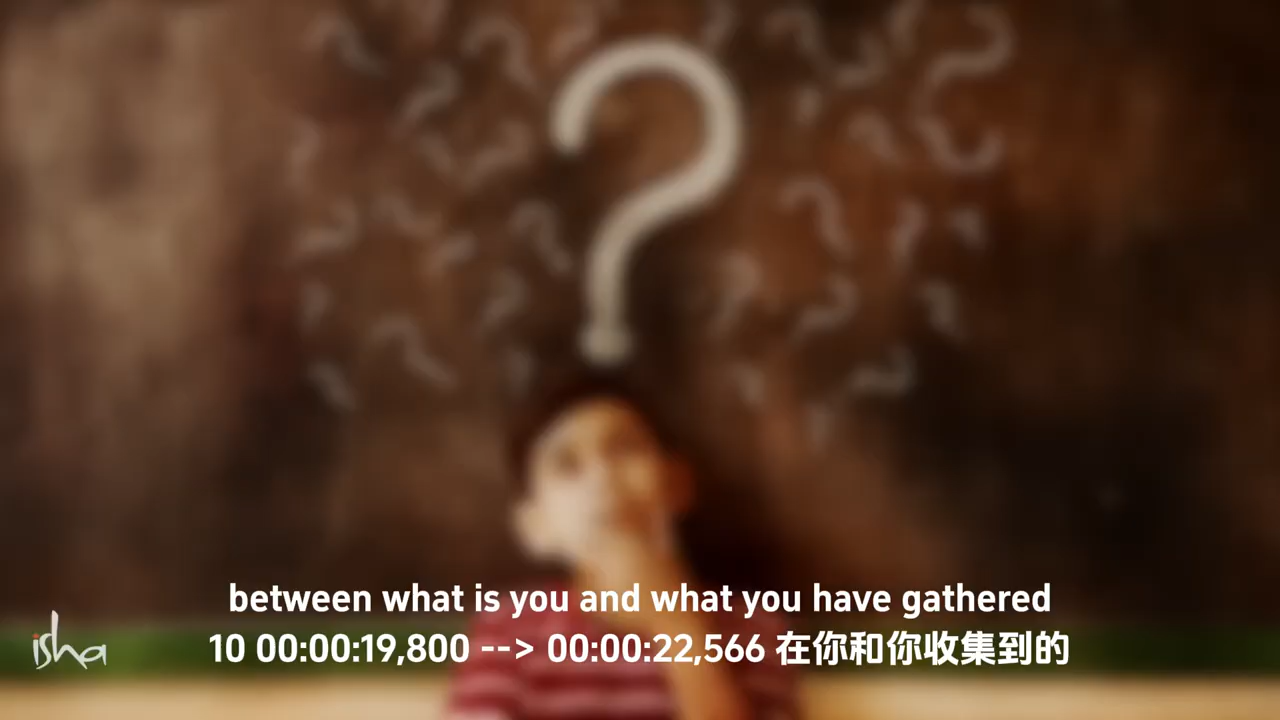 ?
between what is you and what you have gathered
10 00:00:19,800 --> 00:00:22,566 在你和你收集到的
isha